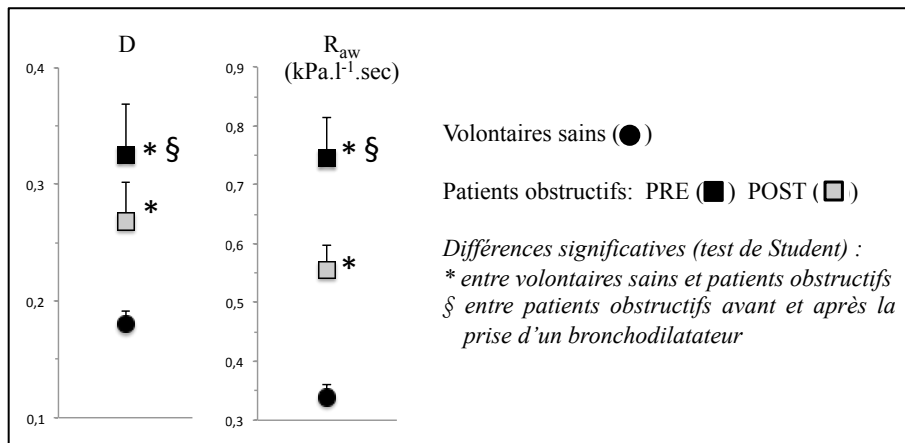 D
0,4
0,3
0,2
0,1
* §
*
R_aw
(kPa.l⁻¹.sec)
0,9
0,8
0,7
0,6
0,5
0,4
0,3
* §
*
Volontaires sains (●)
Patients obstructifs: PRE (■) POST (□)
Différences significatives (test de Student) :
* entre volontaires sains et patients obstructifs
§ entre patients obstructifs avant et après la
prise d’un bronchodilatateur